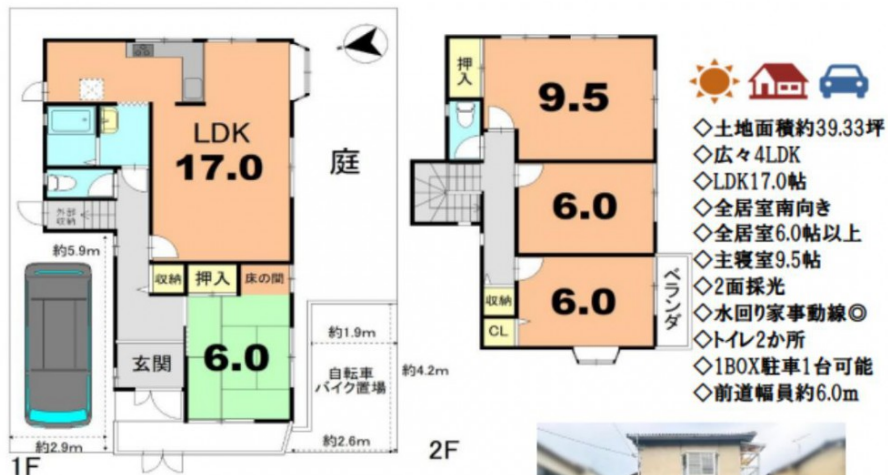 LDK
17.0
庭
外部
収納
約5.9m
収納
押入
床の間
6.0
玄関
約1.9m
自転車
バイク置場
約4.2m
約2.6m
約2.9m
1F
押
入
9.5
6.0
6.0
収納
CL
ベランダ
2F
◇土地面積約39.33坪
◇広々4LDK
◇LDK17.0帖
◇全居室南向き
◇全居室6.0帖以上
◇主寝室9.5帖
◇2面採光
◇水回り家事動線◎
◇トイレ2か所
◇1BOX駐車1台可能
◇前道幅員約6.0m